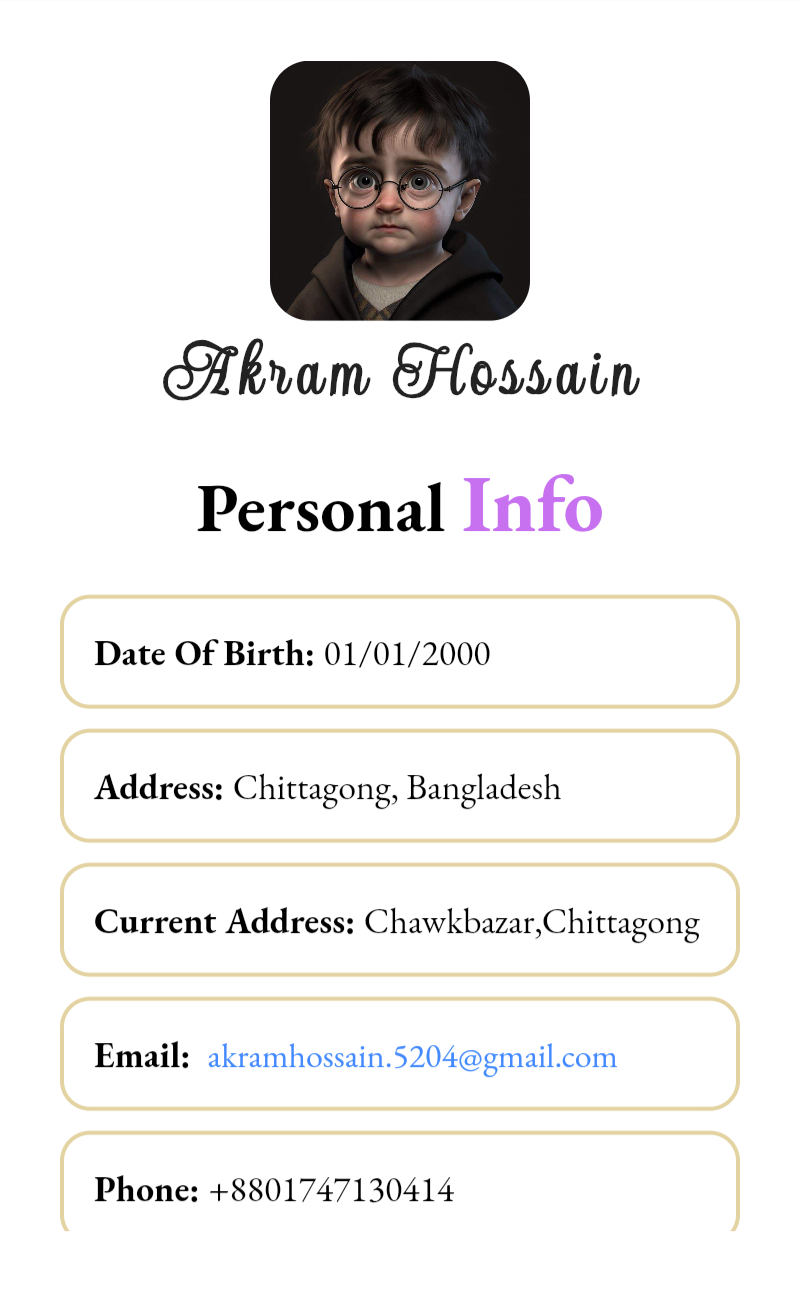 Akram Hossain
Personal Info
Date Of Birth: 01/01/2000
Address: Chittagong, Bangladesh
Current Address: Chawkbazar,Chittagong
Email: akramhossain.5204@gmail.com
Phone: +8801747130414